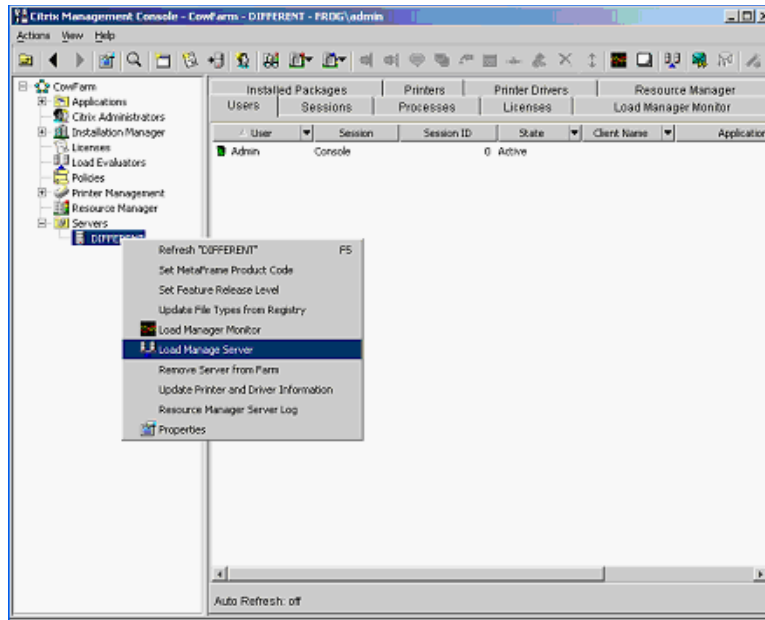 Citrix Management Console - CowFarm - DIFFERENT - FROG\admin
Actions View Help
CowFarm
Applications
Citrix Administrators
Installation Manager
Licenses
Load Evaluators
Policies
Printer Management
Resource Manager
Servers
DIFFERENT
Installed Packages Printers Printer Drivers Resource Manager
Users Sessions Processes Licenses Load Manager Monitor
User Session Session ID State Client Name Application
Admin Console 0 Active
Refresh "DIFFERENT" F5
Set MetaFrame Product Code
Set Feature Release Level
Update File Types from Registry
Load Manager Monitor
Load Manage Server
Remove Server from Farm
Update Printer and Driver Information
Resource Manager Server Log
Properties
Auto Refresh: off